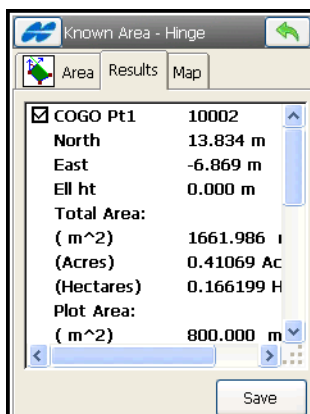 Known Area - Hinge
Area Results Map
COGO Pt1 10002
North 13.834 m
East -6.869 m
Ell ht 0.000 m
Total Area:
( m^2) 1661.986
(Acres) 0.41069 Ac
(Hectares) 0.166199 H
Plot Area:
( m^2) 800.000 m
Save